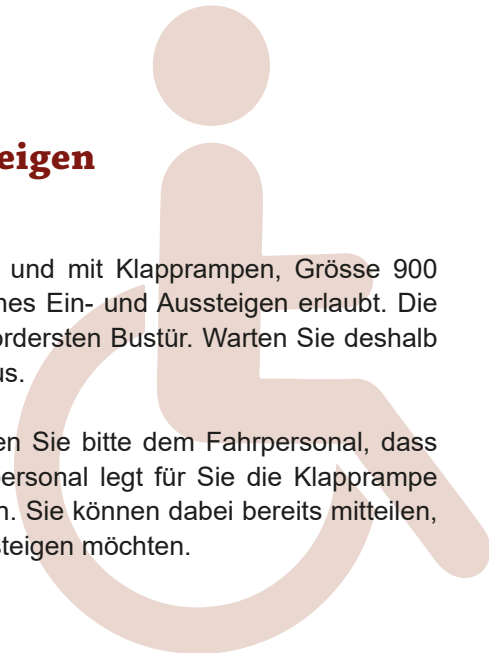 eigen
und mit Klapprampen, Grösse 900
nes Ein- und Aussteigen erlaubt. Die
ordersten Bustür. Warten Sie deshalb
us.
en Sie bitte dem Fahrpersonal, dass
ersonal legt für Sie die Klapprampe
n. Sie können dabei bereits mitteilen,
steigen möchten.